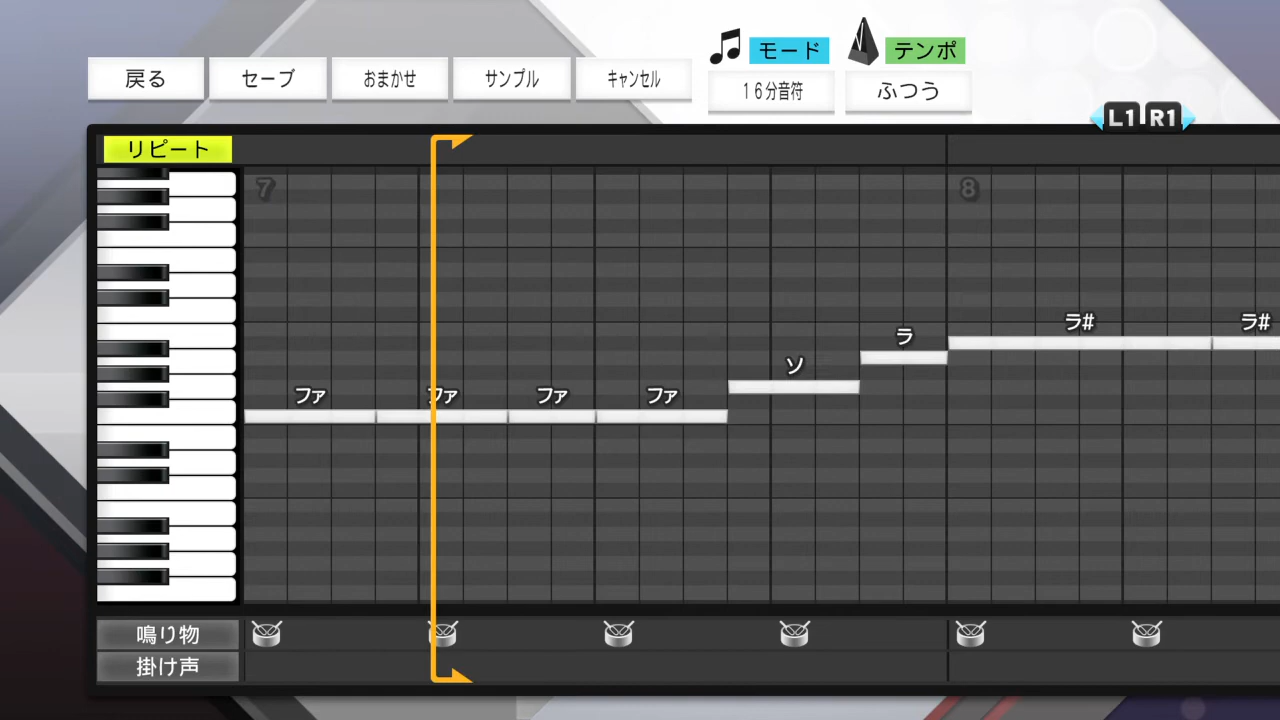 モード テンポ
戻る セーブ おまかせ サンプル キャンセル 16分音符 ふつう
L1 R1
リピート
7 8
ラ# ラ#
ラ
ソ
ファ ファ ファ ファ
鳴り物
掛け声